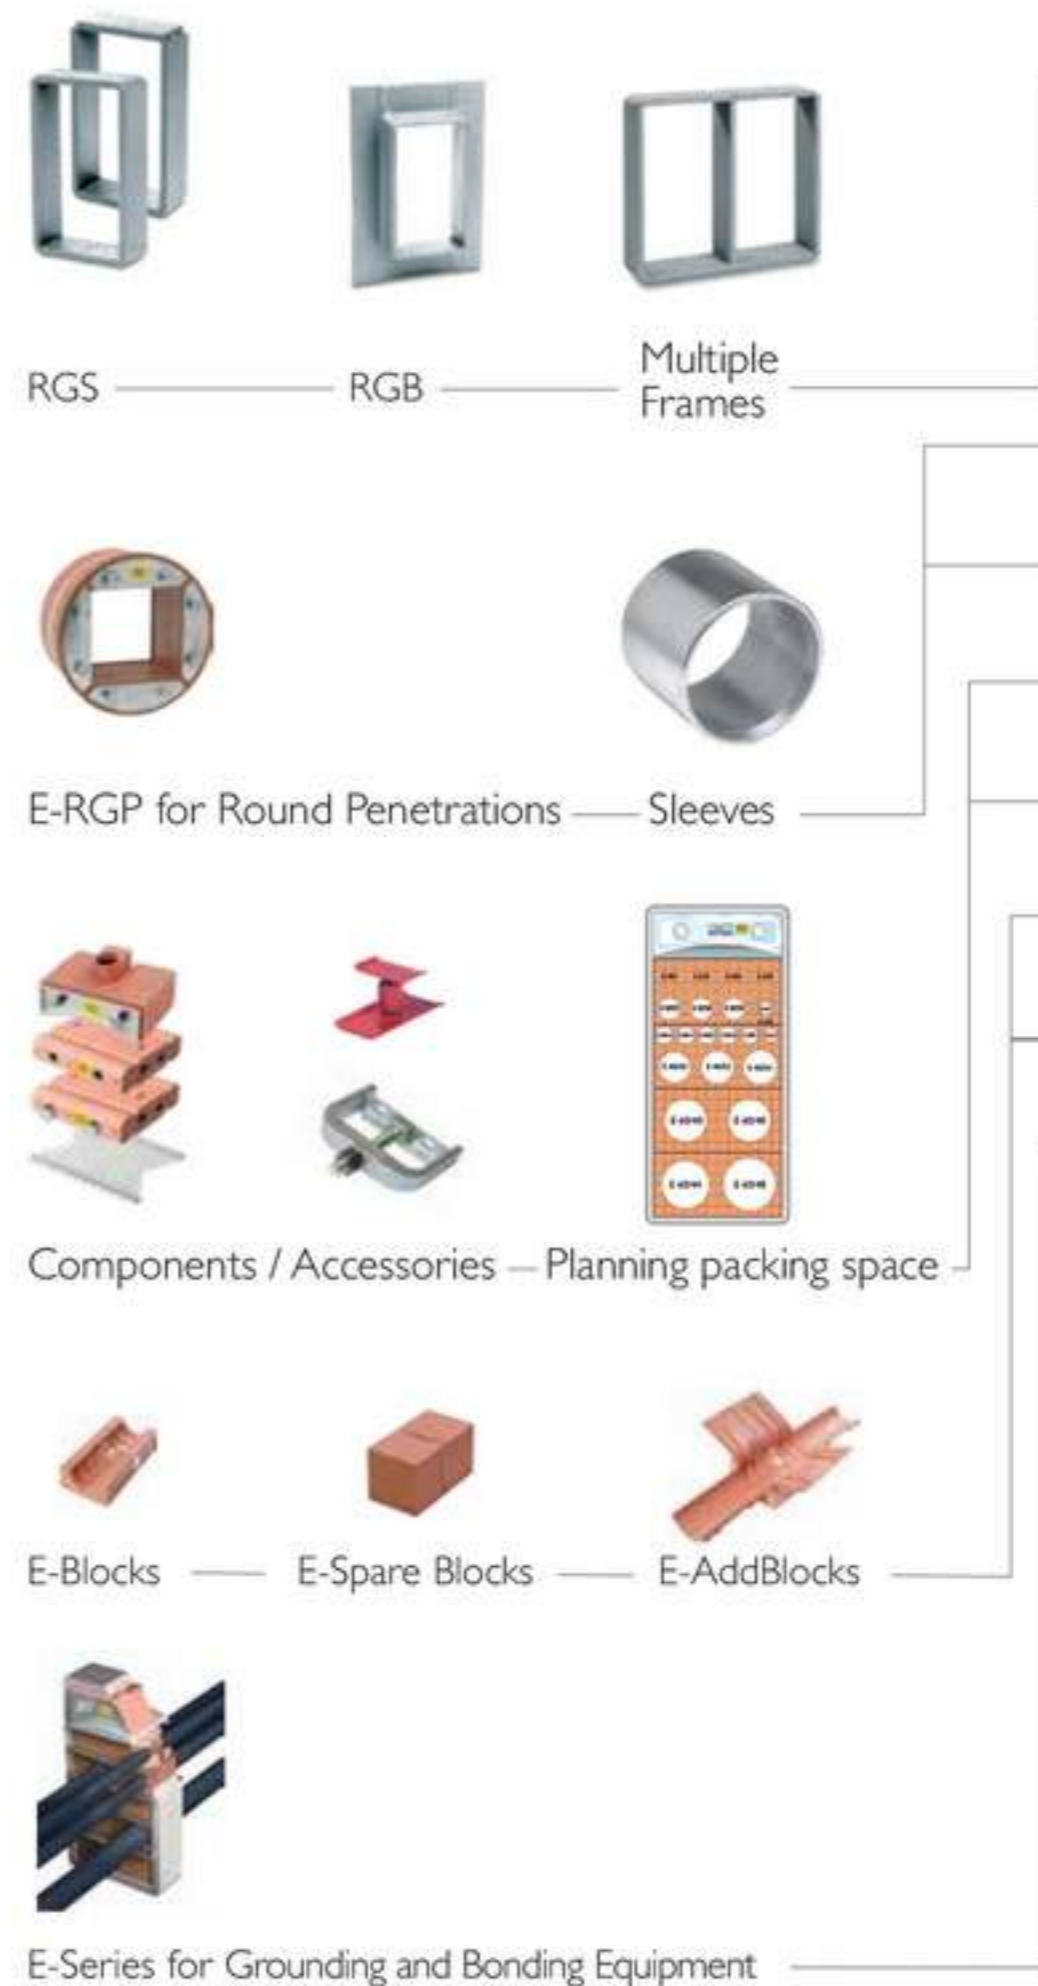 RGS
RGB
Multiple
Frames
E-RGP for Round Penetrations
Sleeves
Components / Accessories
Planning packing space
E-Blocks
E-Spare Blocks
E-AddBlocks
E-Series for Grounding and Bonding Equipment